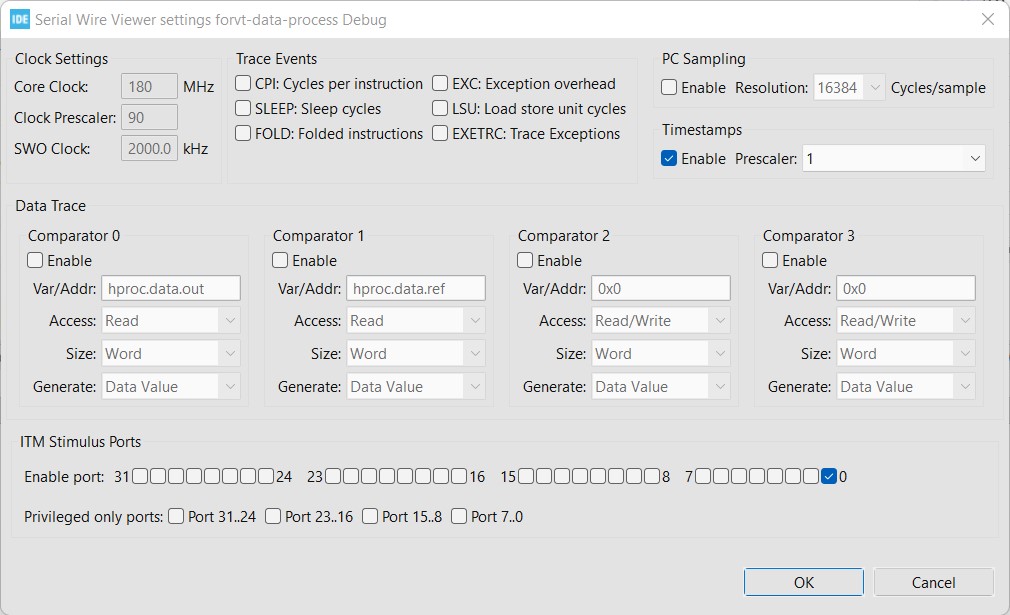 IDE Serial Wire Viewer settings forvt-data-process Debug
Clock Settings
Core Clock: 180 MHz
Clock Prescaler: 90
SWO Clock: 2000.0 kHz
Trace Events
CPI: Cycles per instruction EXC: Exception overhead
SLEEP: Sleep cycles LSU: Load store unit cycles
FOLD: Folded instructions EXETRC: Trace Exceptions
PC Sampling
Enable Resolution: 16384 Cycles/sample
Timestamps
Enable Prescaler: 1
Data Trace
Comparator 0
Enable
Var/Addr: hproc.data.out
Access: Read
Size: Word
Generate: Data Value
Comparator 1
Enable
Var/Addr: hproc.data.ref
Access: Read
Size: Word
Generate: Data Value
Comparator 2
Enable
Var/Addr: 0x0
Access: Read/Write
Size: Word
Generate: Data Value
Comparator 3
Enable
Var/Addr: 0x0
Access: Read/Write
Size: Word
Generate: Data Value
ITM Stimulus Ports
Enable port: 31 24 23 16 15 8 7 0
Privileged only ports: Port 31..24 Port 23..16 Port 15..8 Port 7..0
OK Cancel